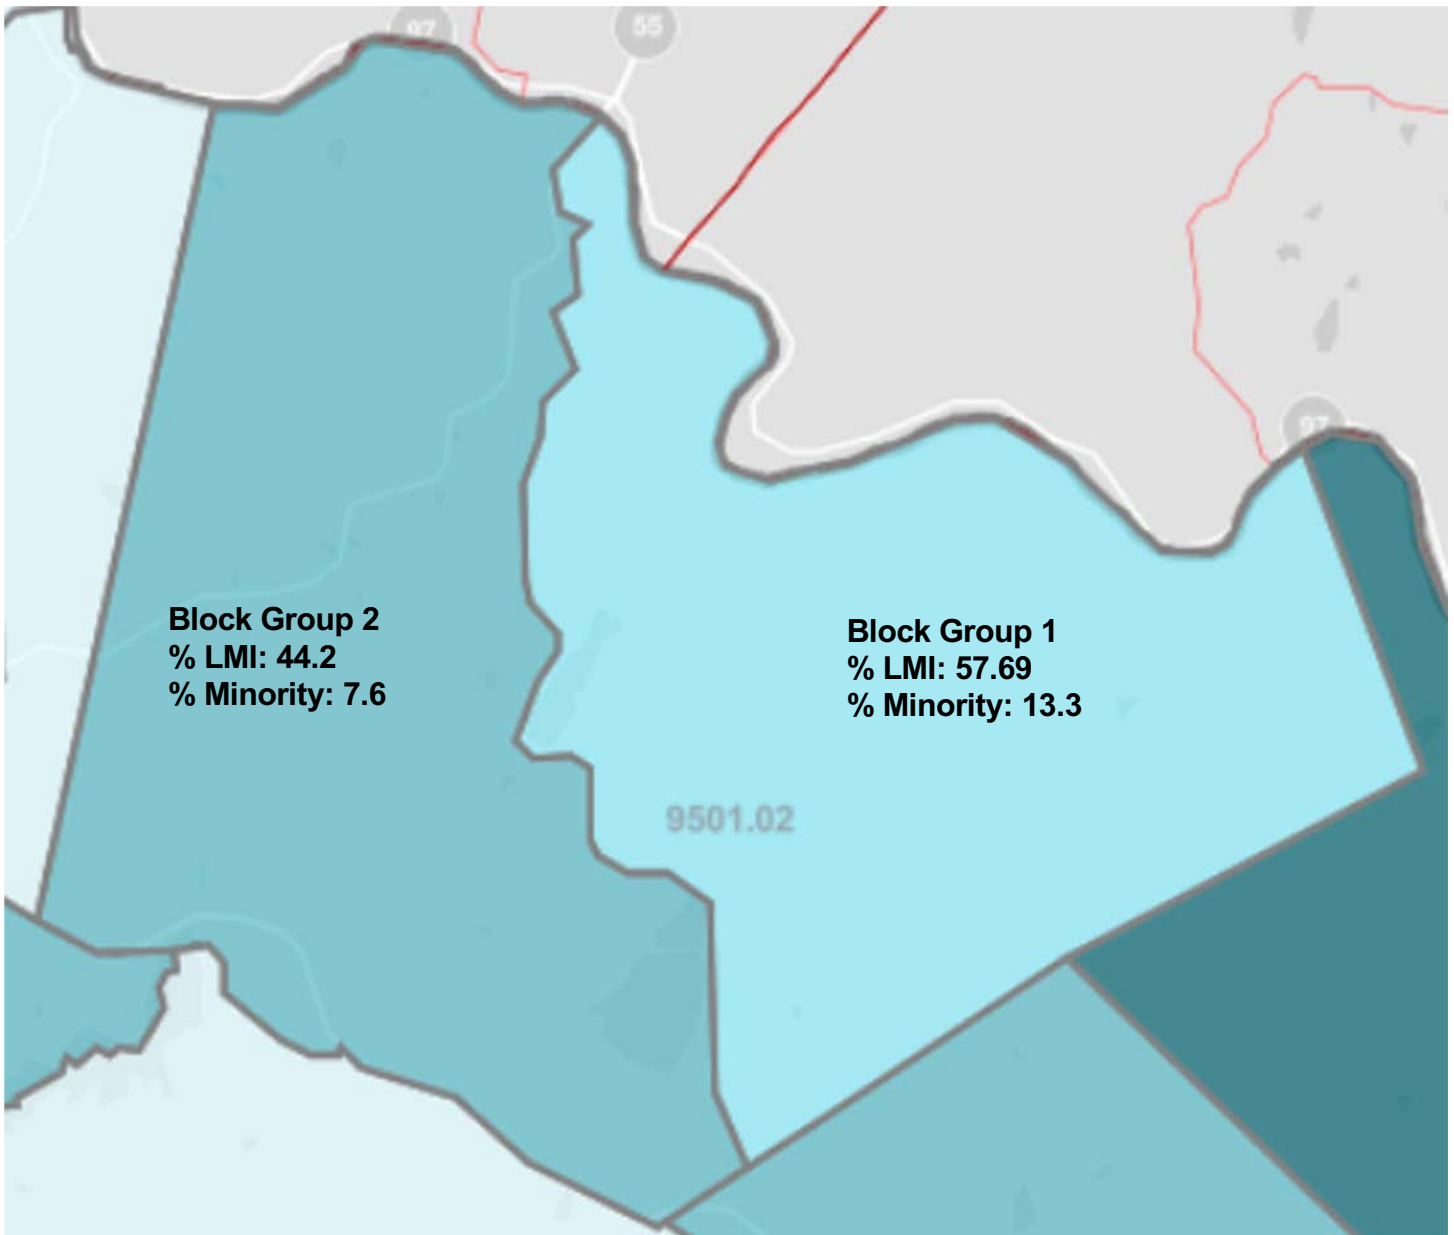 97
55
97
Block Group 2
% LMI: 44.2
% Minority: 7.6
Block Group 1
% LMI: 57.69
% Minority: 13.3
9501.02